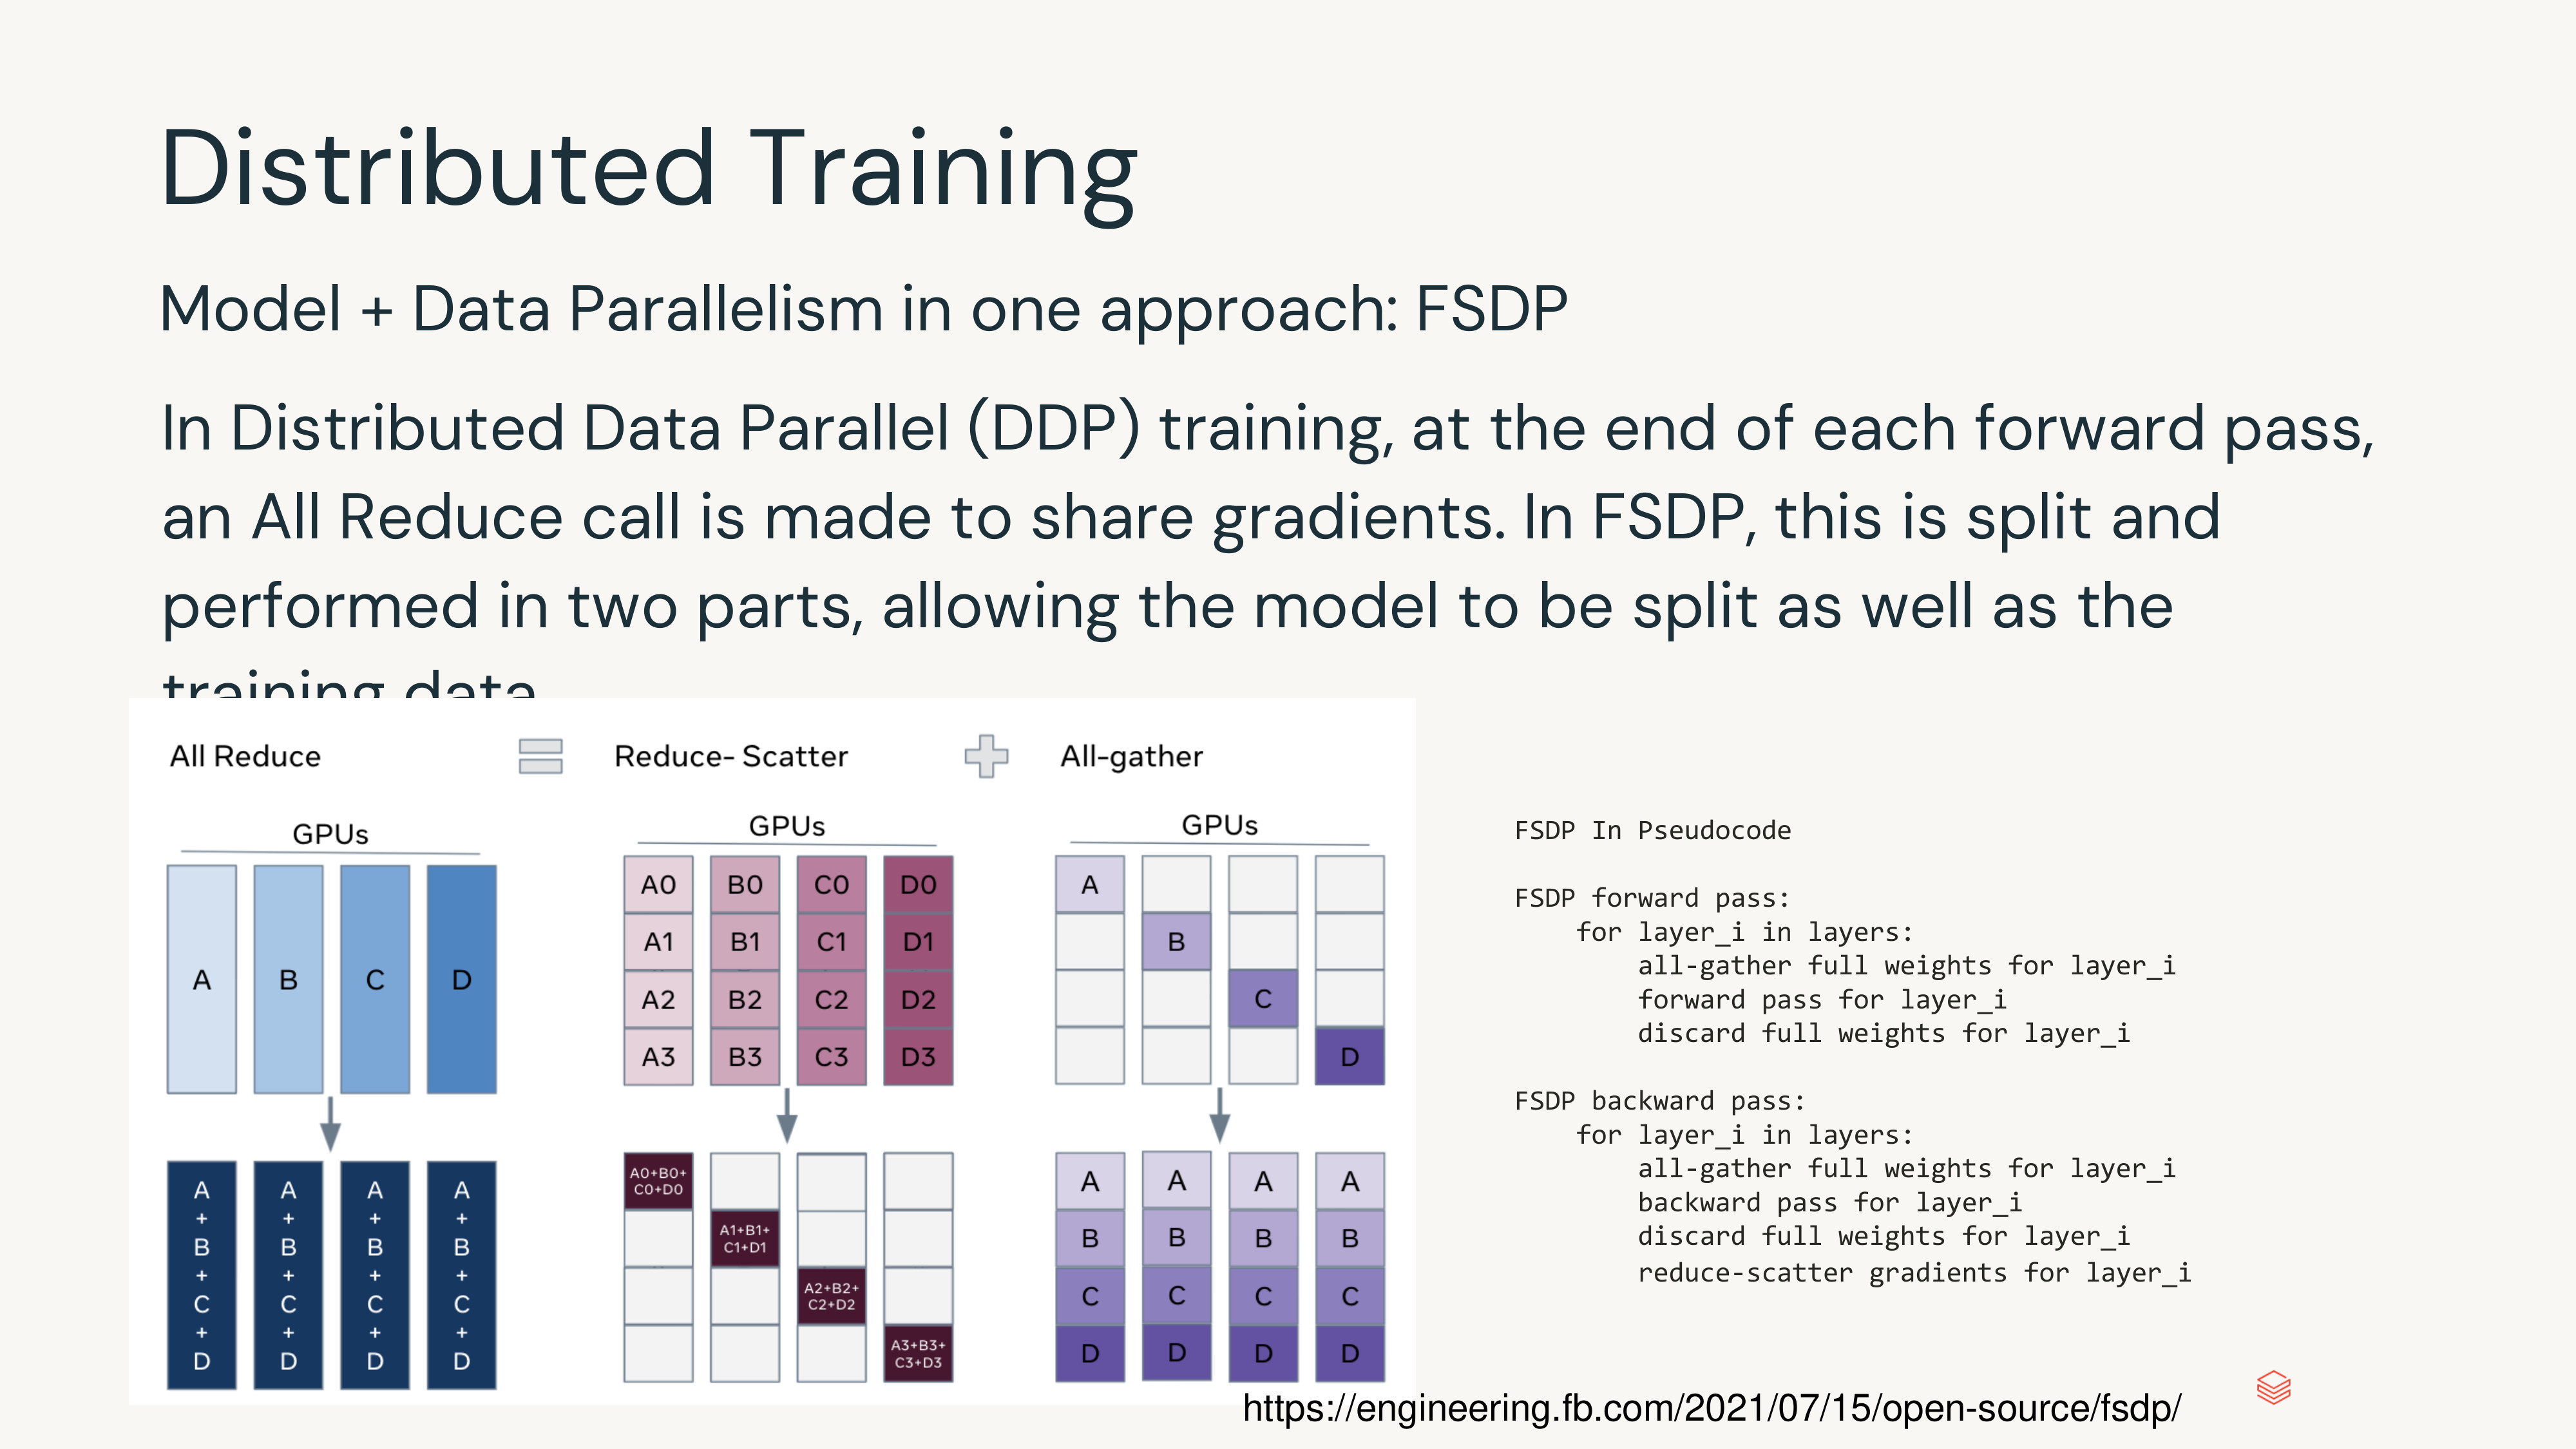 Distributed Training
Model + Data Parallelism in one approach: FSDP
In Distributed Data Parallel (DDP) training, at the end of each forward pass,
an All Reduce call is made to share gradients. In FSDP, this is split and
performed in two parts, allowing the model to be split as well as the
training data
All Reduce
Reduce- Scatter
All-gather
GPUs
A B C D
A + B + C + D
A + B + C + D
A + B + C + D
A + B + C + D
GPUs
A0 B0 C0 D0
A1 B1 C1 D1
A2 B2 C2 D2
A3 B3 C3 D3
A0+B0+
C0+D0
A1+B1+
C1+D1
A2+B2+
C2+D2
A3+B3+
C3+D3
GPUs
A
B
C
D
A A A A
B B B B
C C C C
D D D D
FSDP In Pseudocode
FSDP forward pass:
for layer_i in layers:
all-gather full weights for layer_i
forward pass for layer_i
discard full weights for layer_i
FSDP backward pass:
for layer_i in layers:
all-gather full weights for layer_i
backward pass for layer_i
discard full weights for layer_i
reduce-scatter gradients for layer_i
https://engineering.fb.com/2021/07/15/open-source/fsdp/